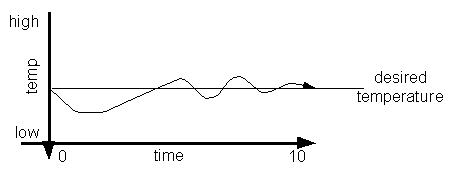 high
temp
desired
temperature
low
0 time 10